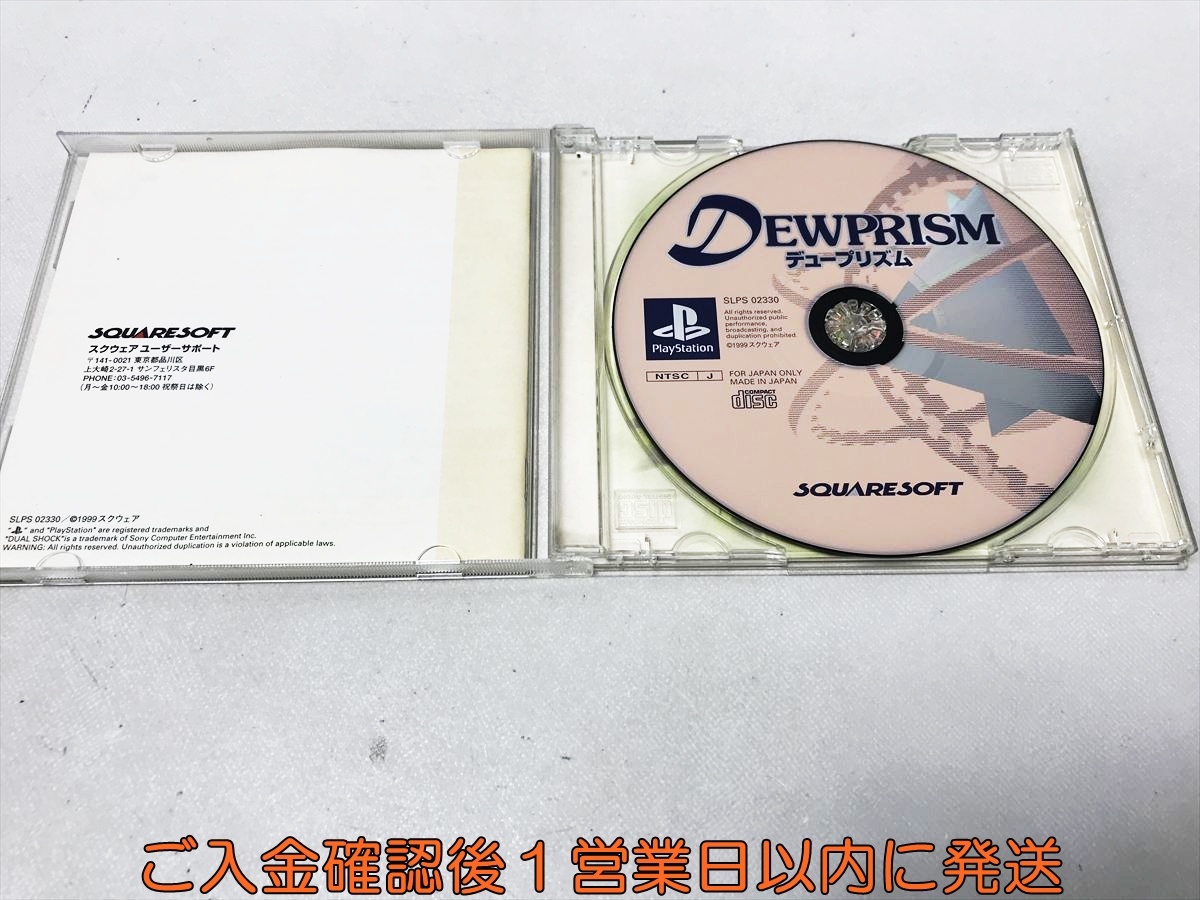 SQUARESOFT
スクウェア ユーザーサポート
〒141-0021 東京都品川区
上大崎2-27-1 サンフェリスタ目黒6F
PHONE:03-5496-7117
(月〜金10:00〜18:00 祝祭日は除く)
SLPS 02330/©1999 スクウェア
" " and "PlayStation" are registered trademarks and
"DUAL SHOCK"is a trademark of Sony Computer Entertainment Inc.
WARNING: All rights reserved. Unauthorized duplication is a violation of applicable laws.
DEWPRISM
デュープリズム
SLPS 02330
All rights reserved.
Unauthorized public
performance,
broadcasting, and
duplication prohibited.
©1999 スクウェア
PlayStation
NTSC J
FOR JAPAN ONLY
MADE IN JAPAN
COMPACT
disc
SQUARESOFT
ご入金確認後1営業日以内に発送